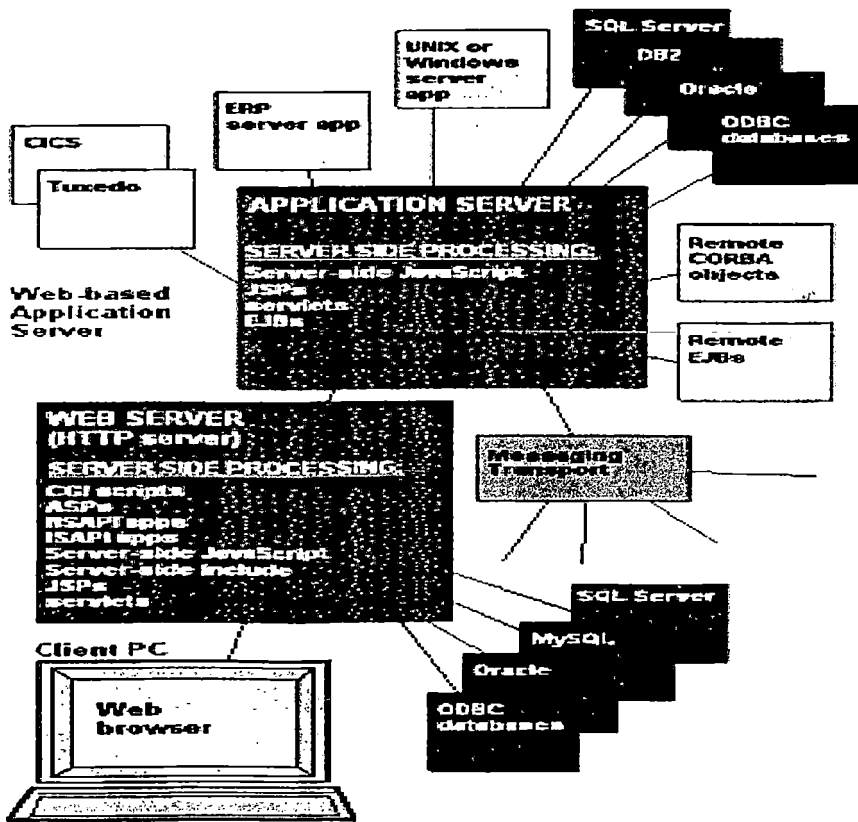 SQL Server
DB2
Oracle
ODBC
databases
UNIX or
Windows
server
app
ERP
server app
CICS
Tuxedo
APPLICATION SERVER
SERVER SIDE PROCESSING:
Server-side JavaScript
JSPs
servlets
EJBs
Remote
CORBA
objects
Remote
EJBs
Web-based
Application
Server
WEB SERVER
(HTTP server)
SERVER SIDE PROCESSING:
CGI scripts
ASPs
NSAPI apps
ISAPI apps
Server-side JavaScript
Server-side include
JSPs
servlets
Messaging
Transport
SQL Server
MySQL
Oracle
ODBC
databases
Client PC
Web
browser